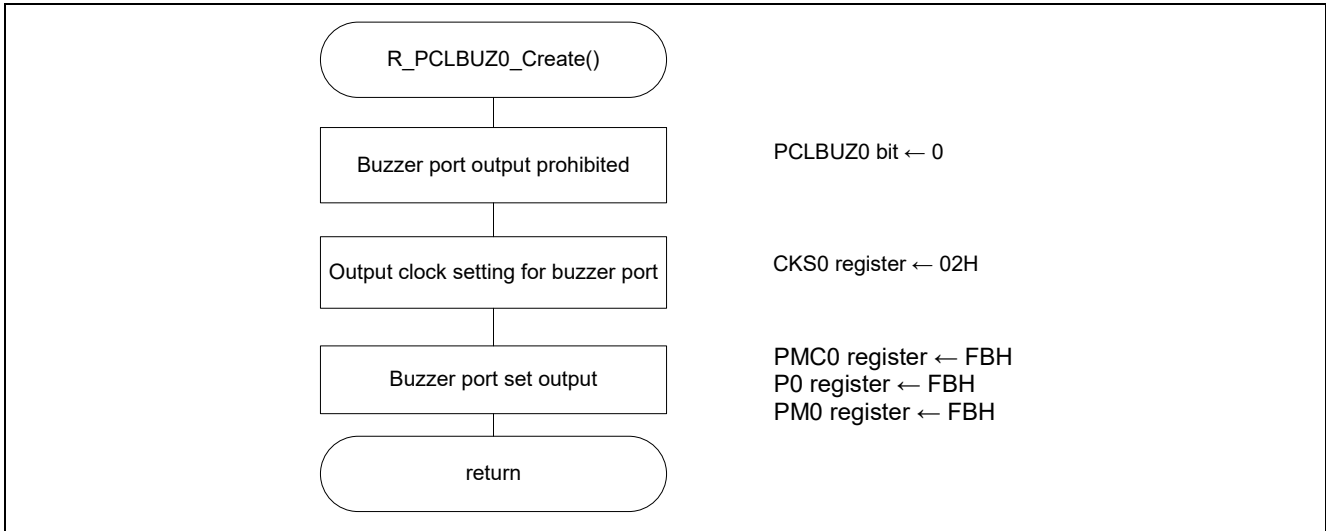 R_PCLBUZ0_Create()
Buzzer port output prohibited
PCLBUZ0 bit ← 0
Output clock setting for buzzer port
CKS0 register ← 02H
Buzzer port set output
PMC0 register ← FBH
P0 register ← FBH
PM0 register ← FBH
return